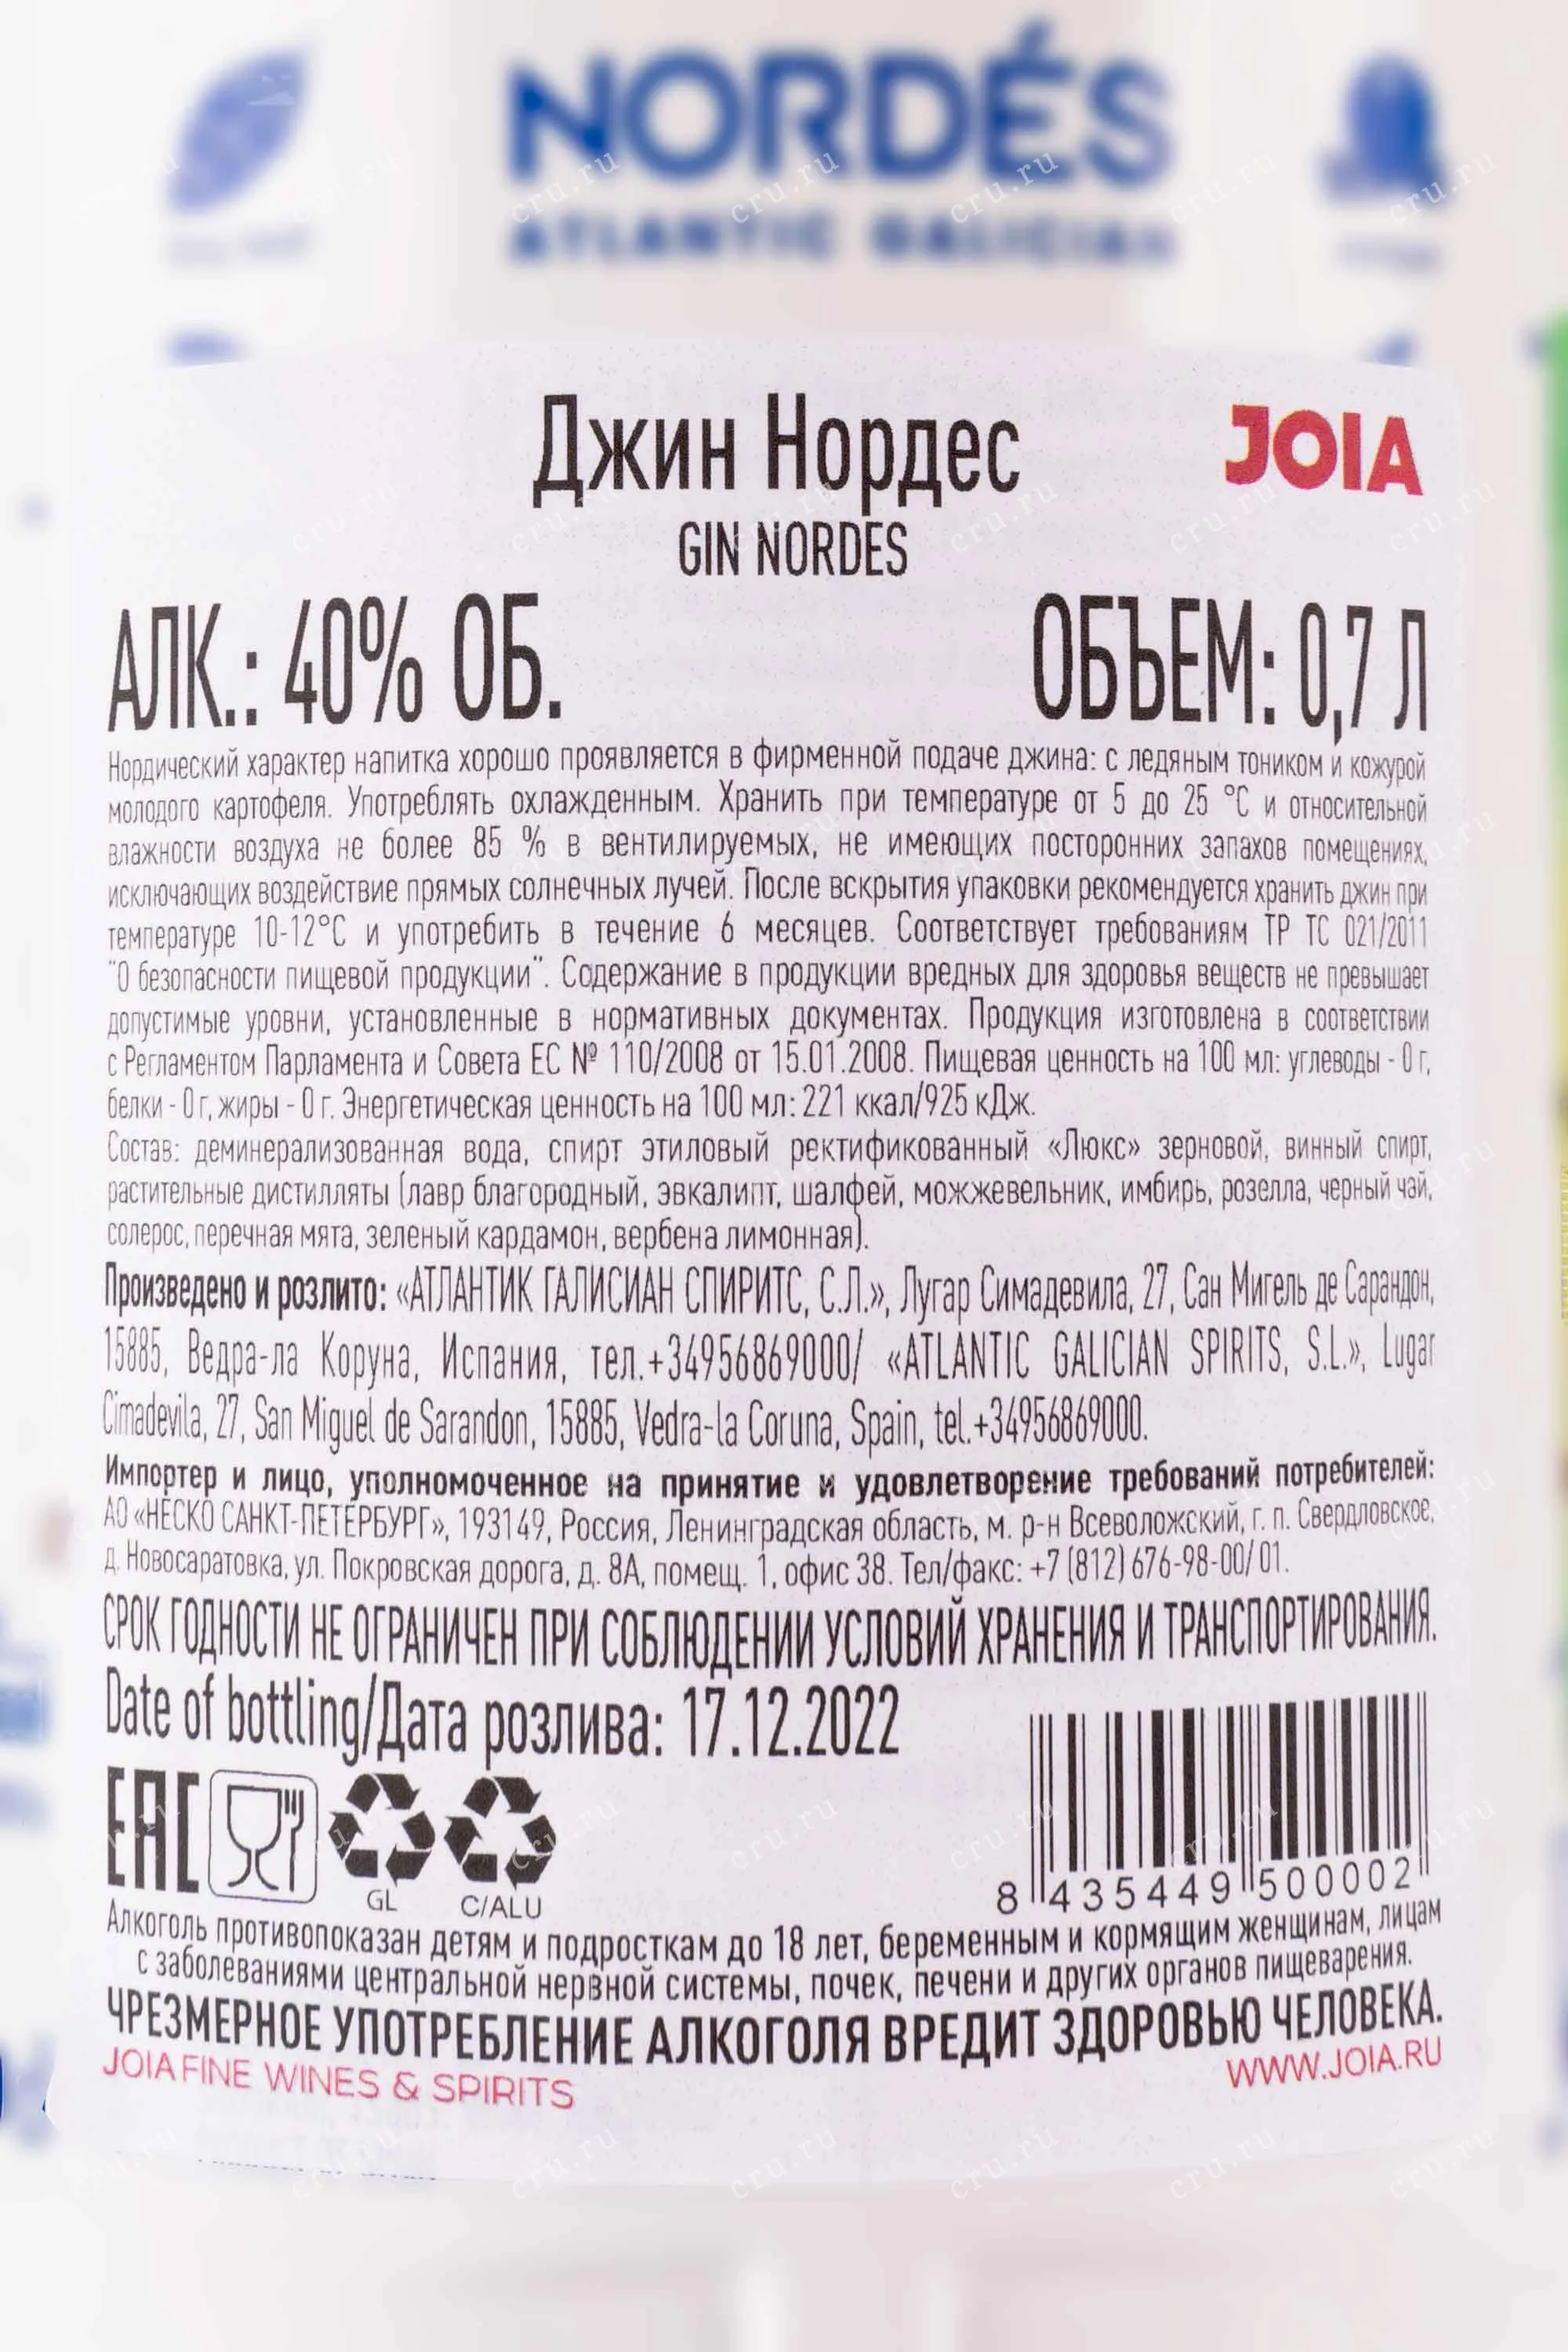 NORDÉS
ATLANTIC GALICIAN
Джин Нордес
JOIA
GIN NORDES
АЛК.: 40% ОБ.
ОБЪЕМ: 0,7 Л
Нордический характер напитка хорошо проявляется в фирменной подаче джина: с ледяным тоником и кожурой
молодого картофеля. Употреблять охлажденным. Хранить при температуре от 5 до 25 °С и относительной
влажности воздуха не более 85 % в вентилируемых, не имеющих посторонних запахов помещениях,
исключающих воздействие прямых солнечных лучей. После вскрытия упаковки рекомендуется хранить джин при
температуре 10-12°С и употребить в течение 6 месяцев. Соответствует требованиям ТР ТС 021/2011
"О безопасности пищевой продукции". Содержание в продукции вредных для здоровья веществ не превышает
допустимые уровни, установленные в нормативных документах. Продукция изготовлена в соответствии
с Регламентом Парламента и Совета ЕС № 110/2008 от 15.01.2008. Пищевая ценность на 100 мл: углеводы - 0 г,
белки - 0 г, жиры - 0 г. Энергетическая ценность на 100 мл: 221 ккал/925 кДж.
Состав: деминерализованная вода, спирт этиловый ректификованный «Люкс» зерновой, винный спирт,
растительные дистилляты (лавр благородный, эвкалипт, шалфей, можжевельник, имбирь, розелла, черный чай,
солерос, перечная мята, зеленый кардамон, вербена лимонная).
Произведено и розлито: «АТЛАНТИК ГАЛИСИАН СПИРИТС, С.Л.», Лугар Симадевила, 27, Сан Мигель де Сарандон,
15885, Ведра-ла Коруна, Испания, тел.+34956869000/ «ATLANTIC GALICIAN SPIRITS, S.L.», Lugar
Cimadevila, 27, San Miguel de Sarandon, 15885, Vedra-la Coruna, Spain, tel.+34956869000.
Импортер и лицо, уполномоченное на принятие и удовлетворение требований потребителей:
АО «НЕСКО САНКТ-ПЕТЕРБУРГ», 193149, Россия, Ленинградская область, м. р-н Всеволожский, г. п. Свердловское,
д. Новосаратовка, ул. Покровская дорога, д. 8А, помещ. 1, офис 38. Тел/факс: +7 (812) 676-98-00/ 01.
СРОК ГОДНОСТИ НЕ ОГРАНИЧЕН ПРИ СОБЛЮДЕНИИ УСЛОВИЙ ХРАНЕНИЯ И ТРАНСПОРТИРОВАНИЯ.
Date of bottling/Дата розлива: 17.12.2022
EAC
GL
C/ALU
8 435449 500002
Алкоголь противопоказан детям и подросткам до 18 лет, беременным и кормящим женщинам, лицам
с заболеваниями центральной нервной системы, почек, печени и других органов пищеварения.
ЧРЕЗМЕРНОЕ УПОТРЕБЛЕНИЕ АЛКОГОЛЯ ВРЕДИТ ЗДОРОВЬЮ ЧЕЛОВЕКА.
JOIA FINE WINES & SPIRITS
WWW.JOIA.RU
cru.ru